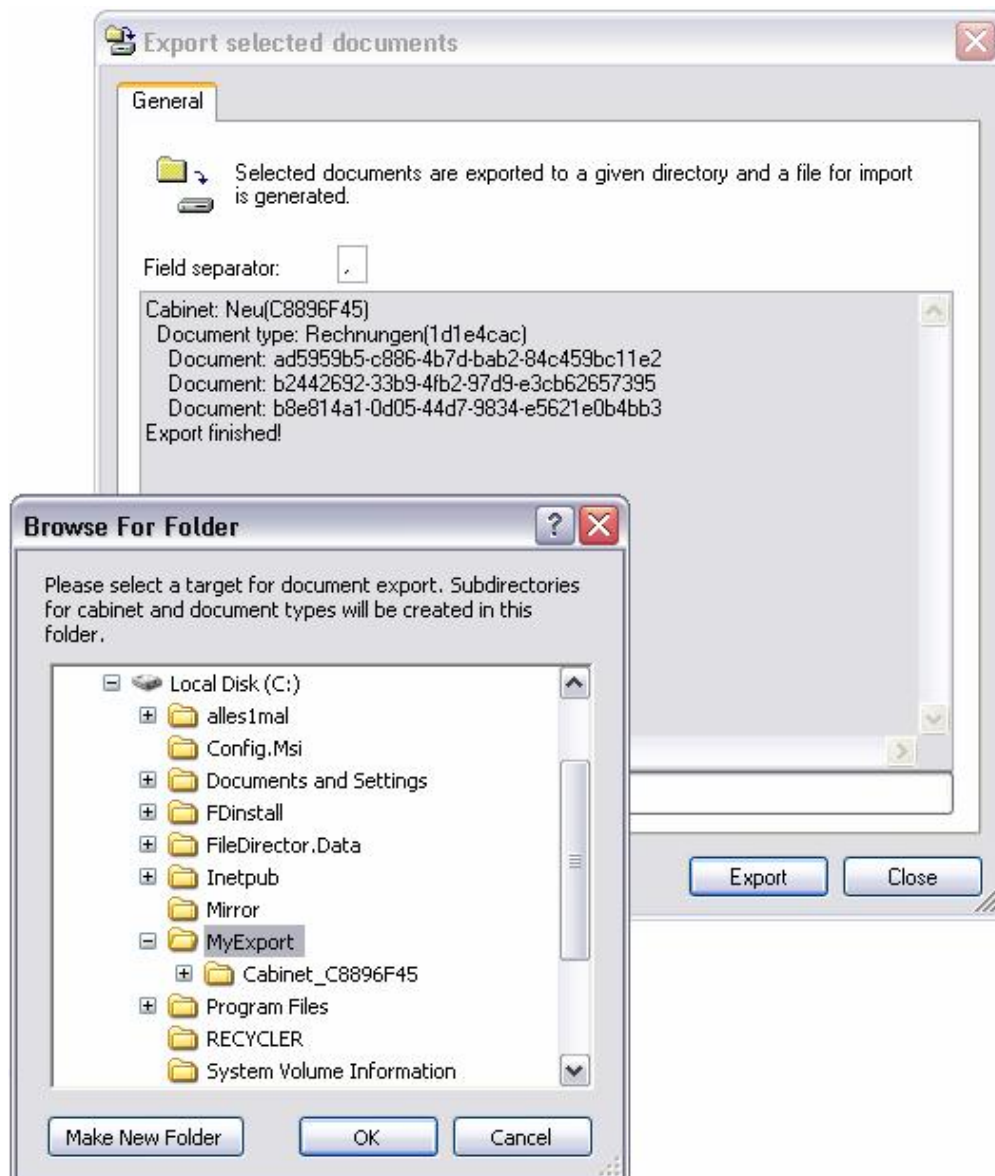 Export selected documents
General
Selected documents are exported to a given directory and a file for import
is generated.
Field separator: ,
Cabinet: Neu(C8896F45)
Document type: Rechnungen(1d1e4cac)
Document: ad5959b5-c886-4b7d-bab2-84c459bc11e2
Document: b2442692-33b9-4fb2-97d9-e3cb62657395
Document: b8e814a1-0d05-44d7-9834-e5621e0b4bb3
Export finished!
Export Close
Browse For Folder
Please select a target for document export. Subdirectories
for cabinet and document types will be created in this
folder.
Local Disk (C:)
alles1mal
Config.Msi
Documents and Settings
FDinstall
FileDirector.Data
Inetpub
Mirror
MyExport
Cabinet_C8896F45
Program Files
RECYCLER
System Volume Information
Make New Folder OK Cancel